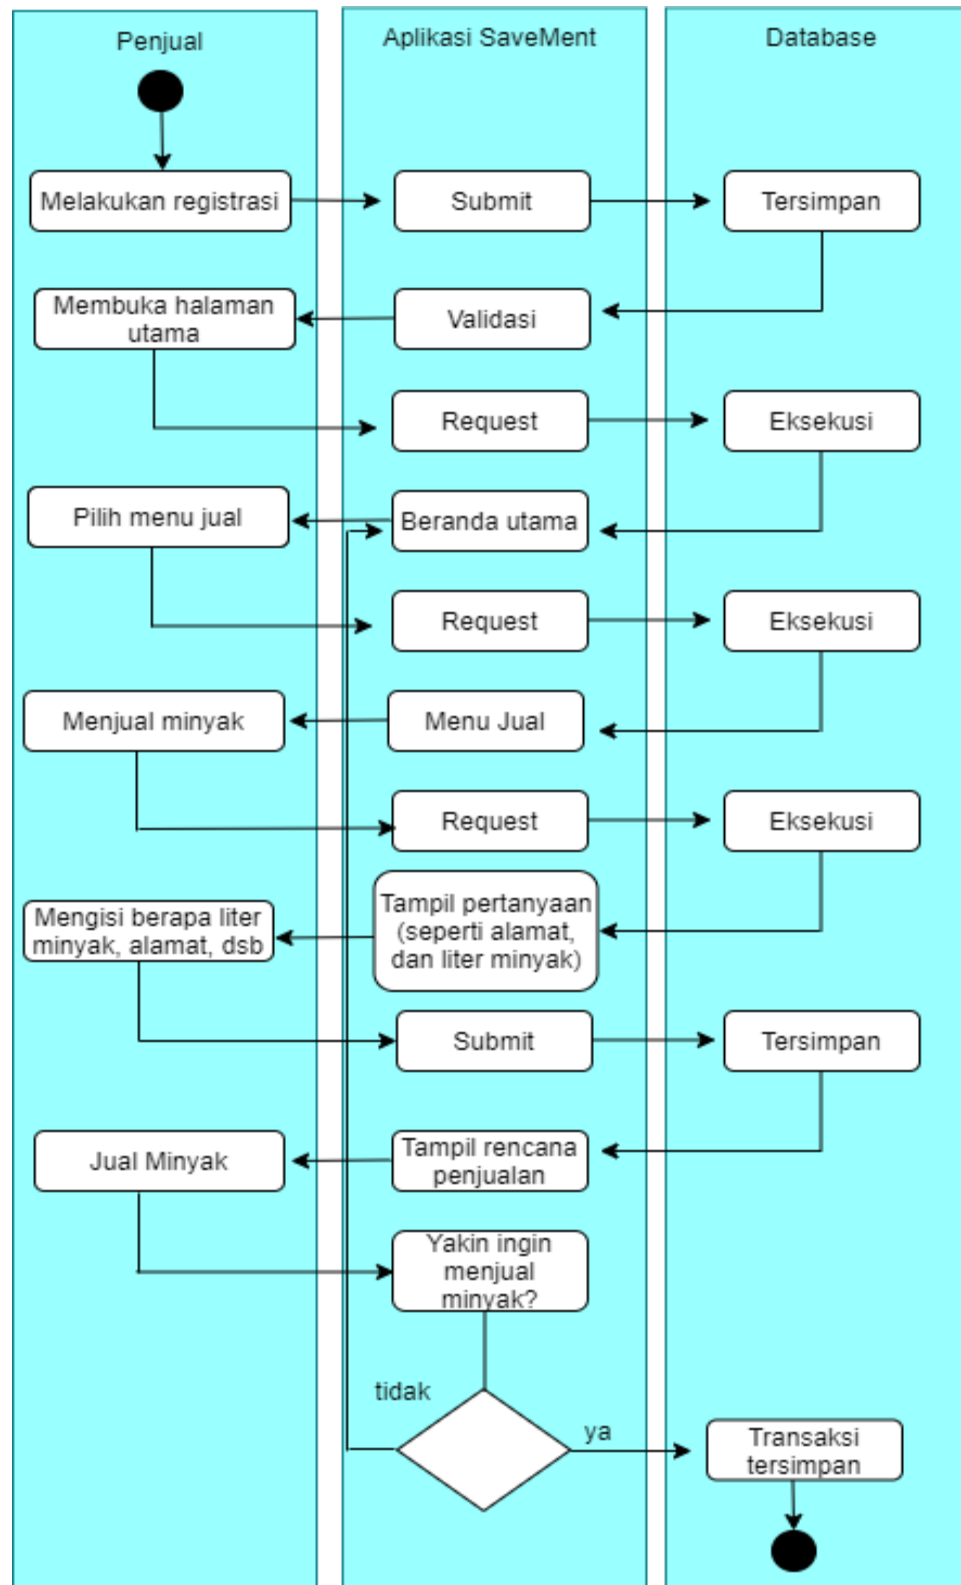 Penjual
Aplikasi SaveMent
Database
Melakukan registrasi
Submit
Tersimpan
Membuka halaman
utama
Validasi
Request
Eksekusi
Pilih menu jual
Beranda utama
Request
Eksekusi
Menjual minyak
Menu Jual
Request
Eksekusi
Mengisi berapa liter
minyak, alamat, dsb
Tampil pertanyaan
(seperti alamat,
dan liter minyak)
Submit
Tersimpan
Jual Minyak
Tampil rencana
penjualan
Yakin ingin
menjual
minyak?
tidak
ya
Transaksi
tersimpan